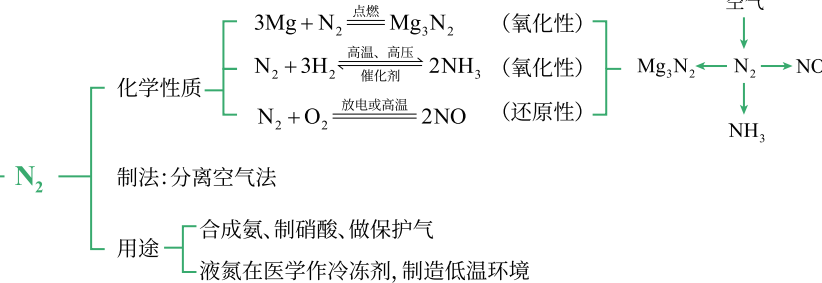 空气
点燃
3Mg + N₂ ══ Mg₃N₂ (氧化性)
高温、高压
N₂ + 3H₂ ⇌ 2NH₃ (氧化性)
催化剂
Mg₃N₂ ← N₂ → NO
化学性质
放电或高温
N₂ + O₂ ══ 2NO (还原性)
NH₃
N₂
制法:分离空气法
合成氨、制硝酸、做保护气
用途
液氮在医学作冷冻剂,制造低温环境